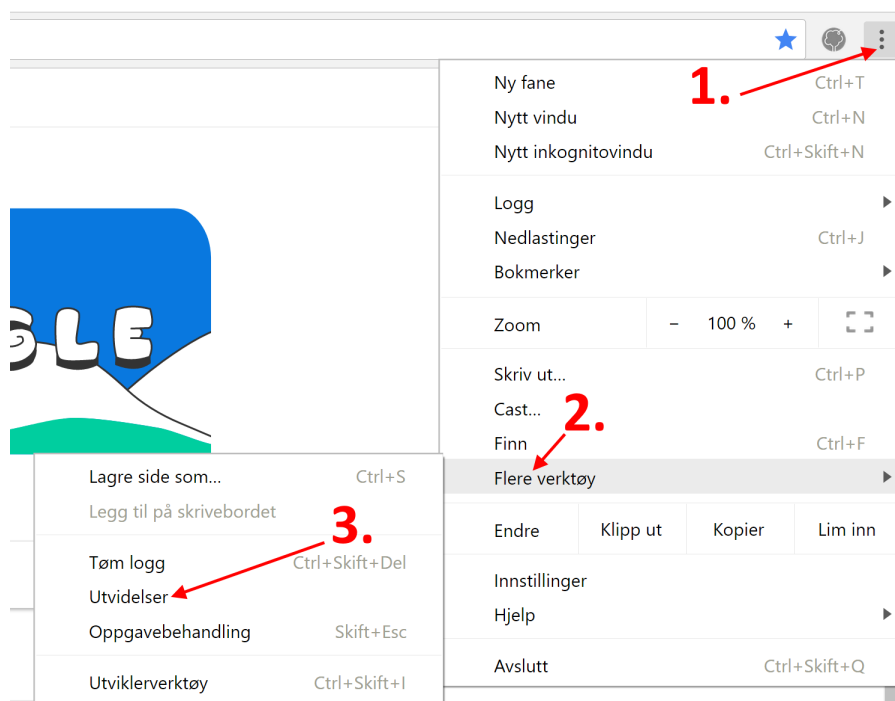 1.
Ny fane Ctrl+T
Nytt vindu Ctrl+N
Nytt inkognitovindu Ctrl+Skift+N
Logg
Nedlastinger Ctrl+J
Bokmerker
Zoom − 100 % +
Skriv ut... Ctrl+P
Cast...
2.
Finn Ctrl+F
Flere verktøy
Endre Klipp ut Kopier Lim inn
Innstillinger
Hjelp
Avslutt Ctrl+Skift+Q
Lagre side som... Ctrl+S
Legg til på skrivebordet
3.
Tøm logg Ctrl+Skift+Del
Utvidelser
Oppgavebehandling Skift+Esc
Utviklerverktøy Ctrl+Skift+I